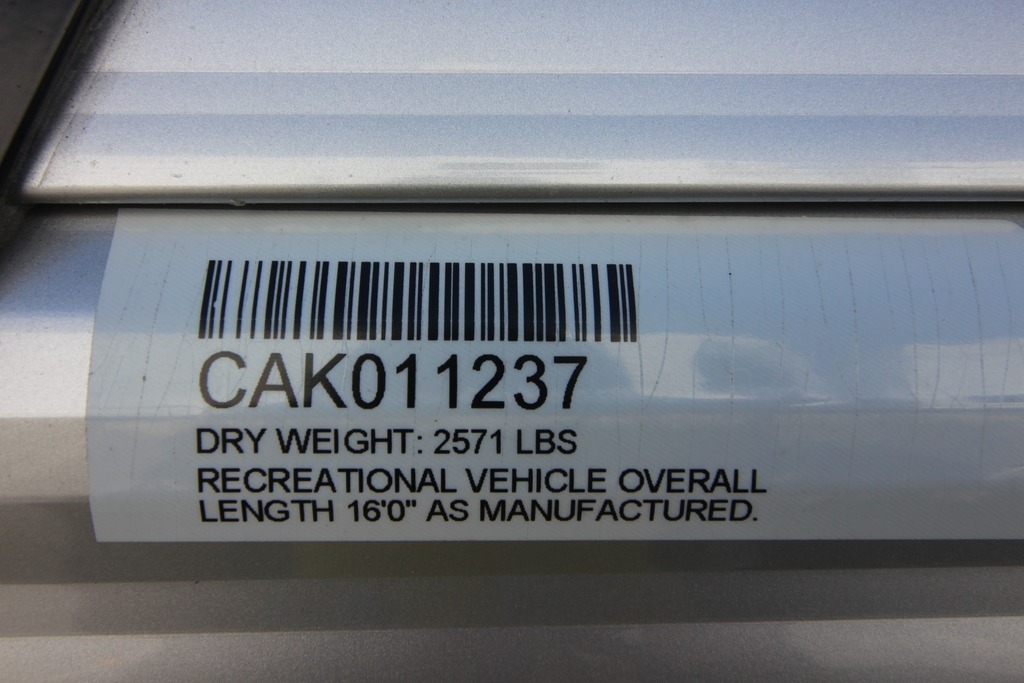 CAK011237
DRY WEIGHT: 2571 LBS
RECREATIONAL VEHICLE OVERALL
LENGTH 16'0" AS MANUFACTURED.